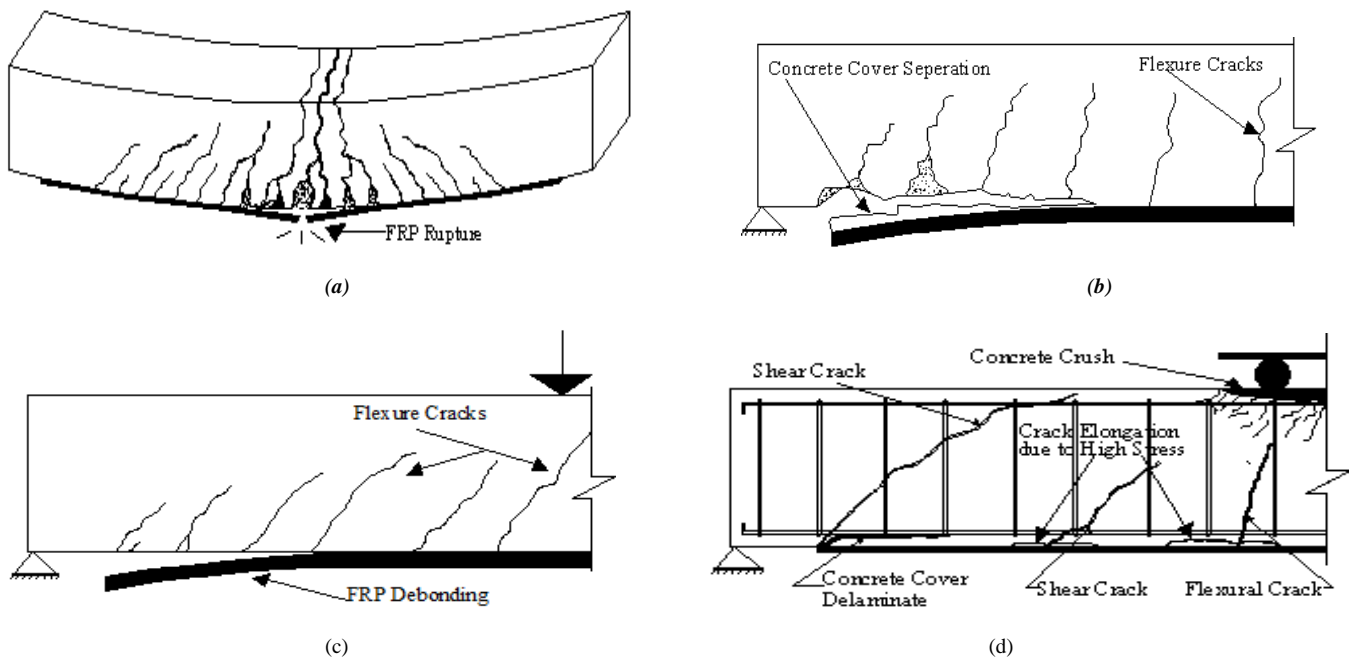 FRP Rupture
(a)
Concrete Cover Seperation
Flexure Cracks
(b)
Flexure Cracks
FRP Debonding
(c)
Concrete Crush
Shear Crack
Crack Elongation
due to High Stress
Concrete Cover
Delaminate
Shear Crack
Flexural Crack
(d)